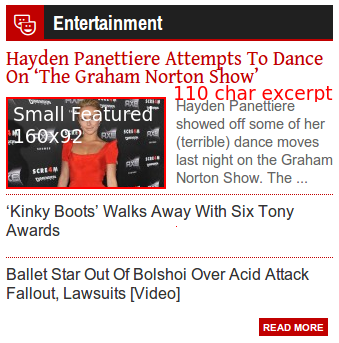 Entertainment
Hayden Panettiere Attempts To Dance
On ‘The Graham Norton Show’
110 char excerpt
Small Featured
160x92
SCRE4M
Hayden Panettiere
showed off some of her
(terrible) dance moves
last night on the Graham
Norton Show. The ...
‘Kinky Boots’ Walks Away With Six Tony
Awards
Ballet Star Out Of Bolshoi Over Acid Attack
Fallout, Lawsuits [Video]
READ MORE